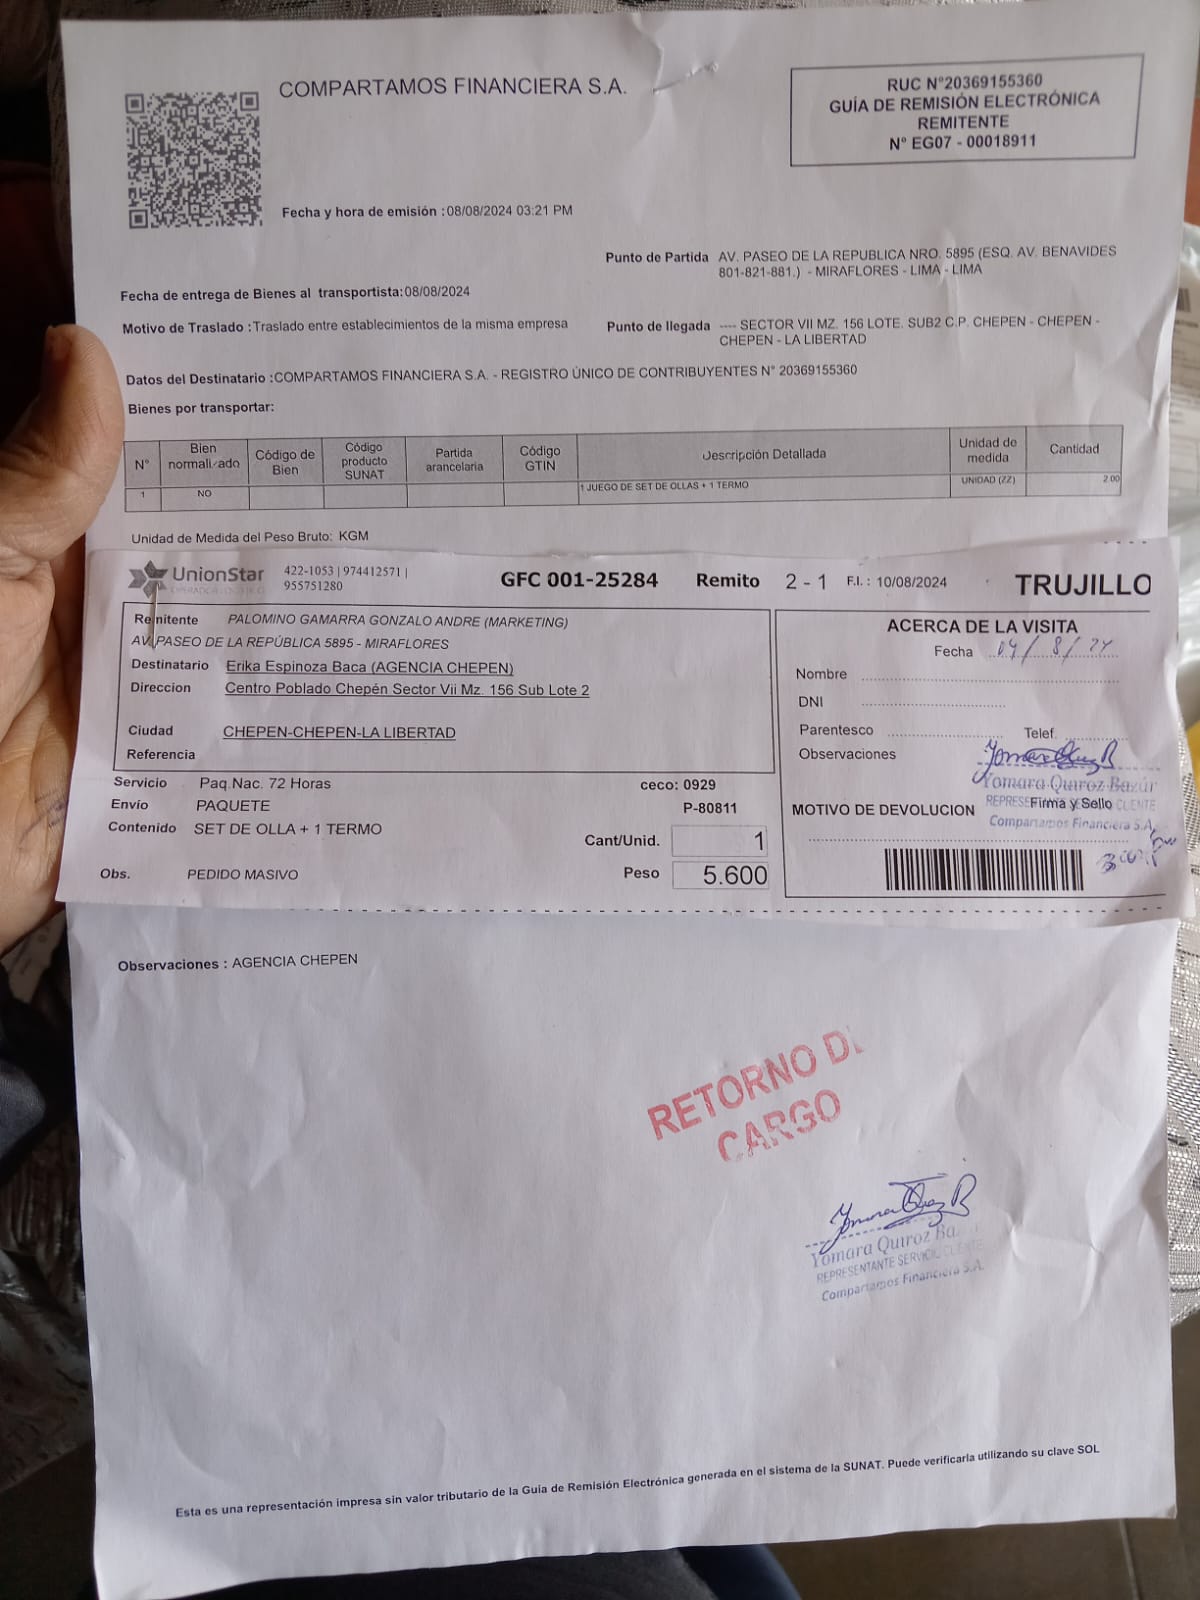 COMPARTAMOS FINANCIERA S.A.
RUC N°20369155360
GUÍA DE REMISIÓN ELECTRÓNICA
REMITENTE
N° EG07 - 00018911
Fecha y hora de emisión :08/08/2024 03:21 PM
Punto de Partida AV. PASEO DE LA REPUBLICA NRO. 5895 (ESQ. AV. BENAVIDES
801-821-881.) - MIRAFLORES - LIMA - LIMA
Fecha de entrega de Bienes al transportista:08/08/2024
Motivo de Traslado :Traslado entre establecimientos de la misma empresa
Punto de llegada ---- SECTOR VII MZ. 156 LOTE. SUB2 C.P. CHEPEN - CHEPEN -
CHEPEN - LA LIBERTAD
Datos del Destinatario :COMPARTAMOS FINANCIERA S.A. - REGISTRO ÚNICO DE CONTRIBUYENTES N° 20369155360
Bienes por transportar:
N° Bien normalizado Código de Bien Código producto SUNAT Partida arancelaria Código GTIN Descripción Detallada Unidad de medida Cantidad
1 NO 1 JUEGO DE SET DE OLLAS + 1 TERMO UNIDAD (ZZ) 2.00
Unidad de Medida del Peso Bruto: KGM
UnionStar 422-1053 | 974412571 |
955751280
GFC 001-25284 Remito 2 - 1 F.I.: 10/08/2024 TRUJILLO
Remitente PALOMINO GAMARRA GONZALO ANDRE (MARKETING)
AV. PASEO DE LA REPÚBLICA 5895 - MIRAFLORES
Destinatario Erika Espinoza Baca (AGENCIA CHEPEN)
Direccion Centro Poblado Chepén Sector Vii Mz. 156 Sub Lote 2
Ciudad CHEPEN-CHEPEN-LA LIBERTAD
Referencia
Servicio Paq.Nac. 72 Horas
Envío PAQUETE
Contenido SET DE OLLA + 1 TERMO
Obs. PEDIDO MASIVO
ceco: 0929
P-80811
Cant/Unid. 1
Peso 5.600
ACERCA DE LA VISITA
Fecha
Nombre
DNI
Parentesco Telef.
Observaciones
Yomara Quiroz Bazúr
REPRESE Firma y Sello CLIENTE
Compartamos Financiera S.A.
MOTIVO DE DEVOLUCION
Observaciones : AGENCIA CHEPEN
RETORNO DE
CARGO
Yomara Quiroz Ba
REPRESENTANTE SERVICIO CLIENTE
Compartamos Financiera S.A.
Esta es una representación impresa sin valor tributario de la Guia de Remisión Electrónica generada en el sistema de la SUNAT. Puede verificarla utilizando su clave SOL